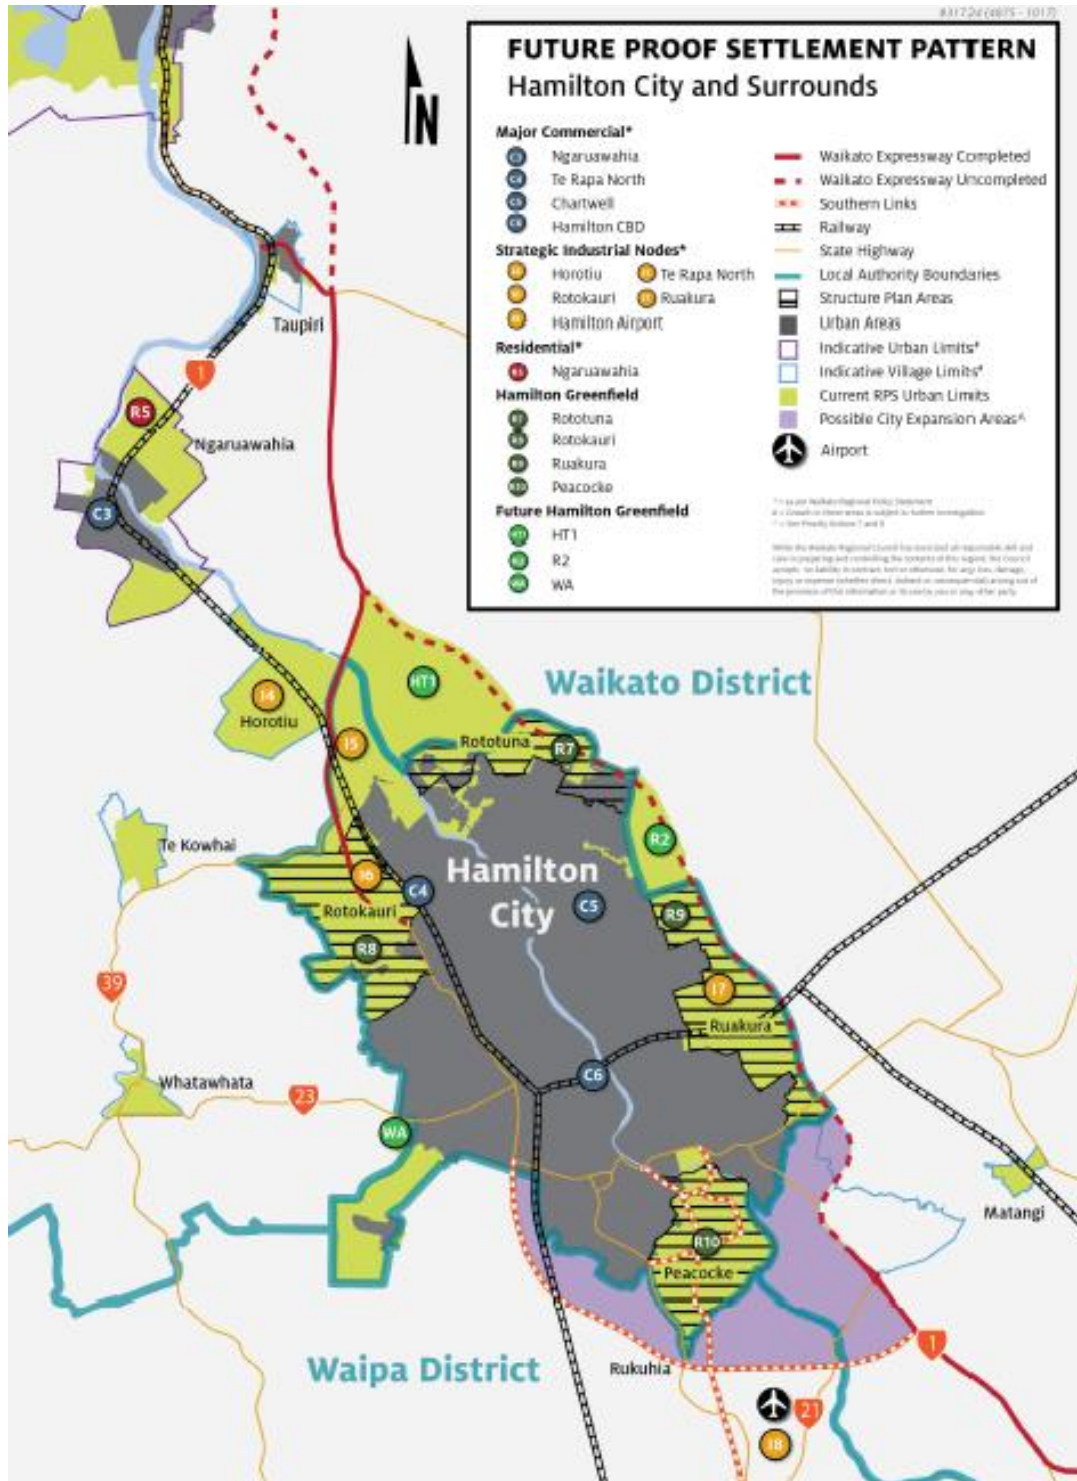 FUTURE PROOF SETTLEMENT PATTERN
Hamilton City and Surrounds
N
Major Commercial*
C3 Ngaruawahia
C4 Te Rapa North
C5 Chartwell
C6 Hamilton CBD
Strategic Industrial Nodes*
Horotiu
Te Rapa North
Rotokauri
Ruakura
Hamilton Airport
Residential*
R5 Ngaruawahia
Hamilton Greenfield
R7 Rototuna
Rotokauri
R9 Ruakura
R10 Peacocke
Future Hamilton Greenfield
HT1 HT1
R2 R2
WA WA
Waikato Expressway Completed
Waikato Expressway Uncompleted
Southern Links
Railway
State Highway
Local Authority Boundaries
Structure Plan Areas
Urban Areas
Indicative Urban Limits#
Indicative Village Limits#
Current RPS Urban Limits
Possible City Expansion Areas^
Airport
Taupiri
1
R5
Ngaruawahia
C3
HT1
Waikato District
I4
Horotiu
I5
Rototuna
R7
Te Kowhai
R2
Hamilton
City
I6
C4
C5
Rotokauri
R9
R8
39
I7
Ruakura
Whatawhata
C6
23
WA
Matangi
R10
Peacocke
Waipa District
Rukuhia
1
21
I8